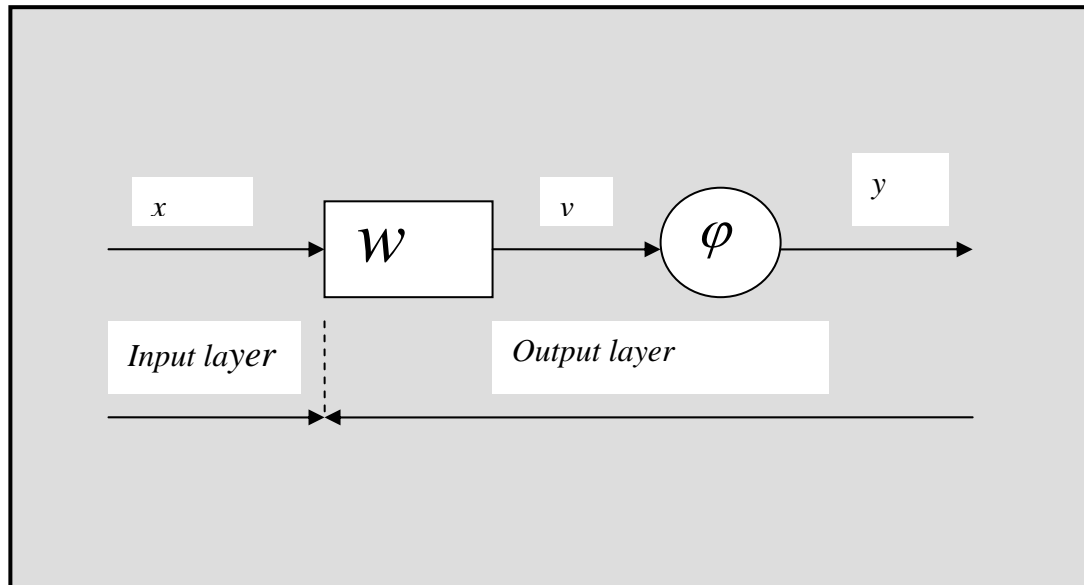 x
v
y
W
φ
Input layer
Output layer